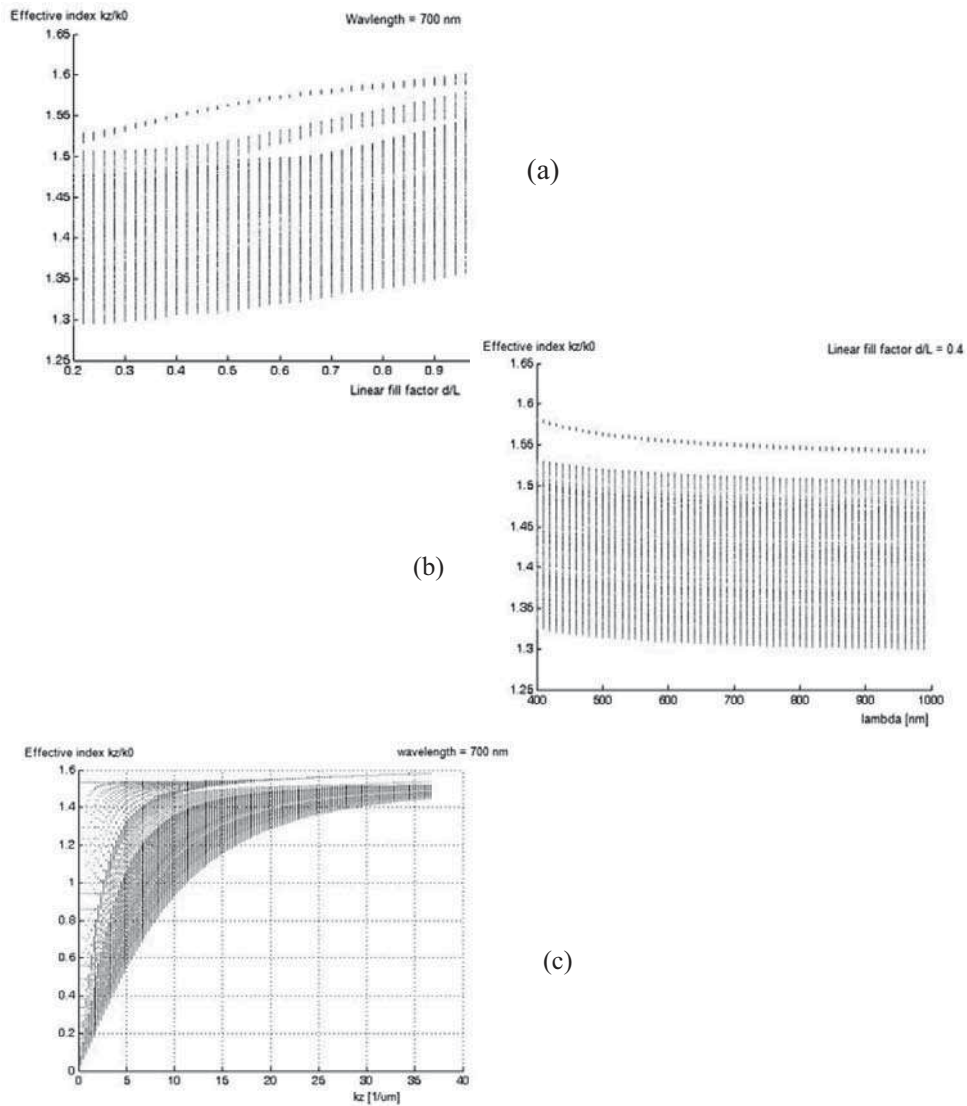 Effective index kz/k0
Wavlength = 700 nm
1.65
1.6
1.55
1.5
1.45
1.4
1.35
1.3
1.25
0.2 0.3 0.4 0.5 0.6 0.7 0.8 0.9
Linear fill factor d/L
(a)
Effective index kz/k0
Linear fill factor d/L = 0.4
1.65
1.6
1.55
1.5
1.45
1.4
1.35
1.3
1.25
400 500 600 700 800 900 1000
lambda [nm]
(b)
Effective index kz/k0
wavelength = 700 nm
1.6
1.4
1.2
1
0.8
0.6
0.4
0.2
0
0 5 10 15 20 25 30 35 40
kz [1/um]
(c)